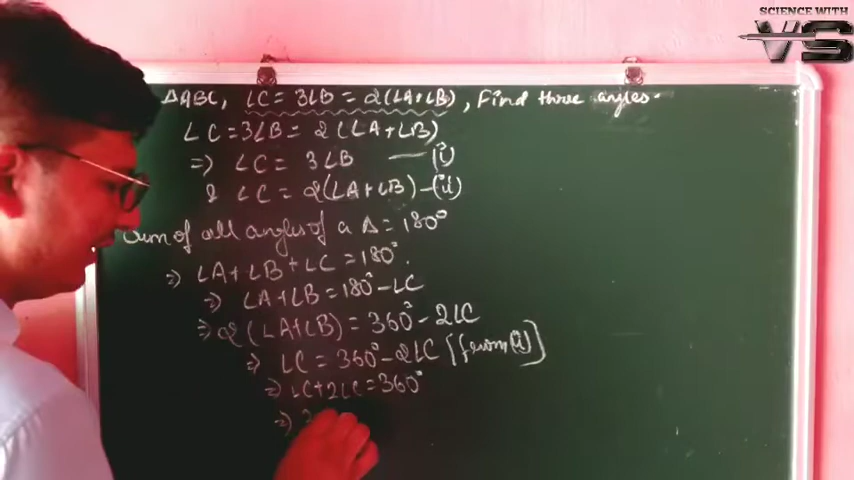 SCIENCE WITH
VS
ΔABC, ∠C = 3∠B = 2(∠A+∠B), Find three angles.
∠C = 3∠B = 2(∠A+∠B)
=> ∠C = 3∠B — (i)
& ∠C = 2(∠A+∠B) — (ii)
Sum of all angles of a Δ = 180°
=> ∠A+∠B+∠C = 180°.
=> ∠A+∠B = 180° - ∠C
=> 2(∠A+∠B) = 360° - 2∠C
=> ∠C = 360° - 2∠C [from (ii)]
=> ∠C+2∠C = 360°
=> 3